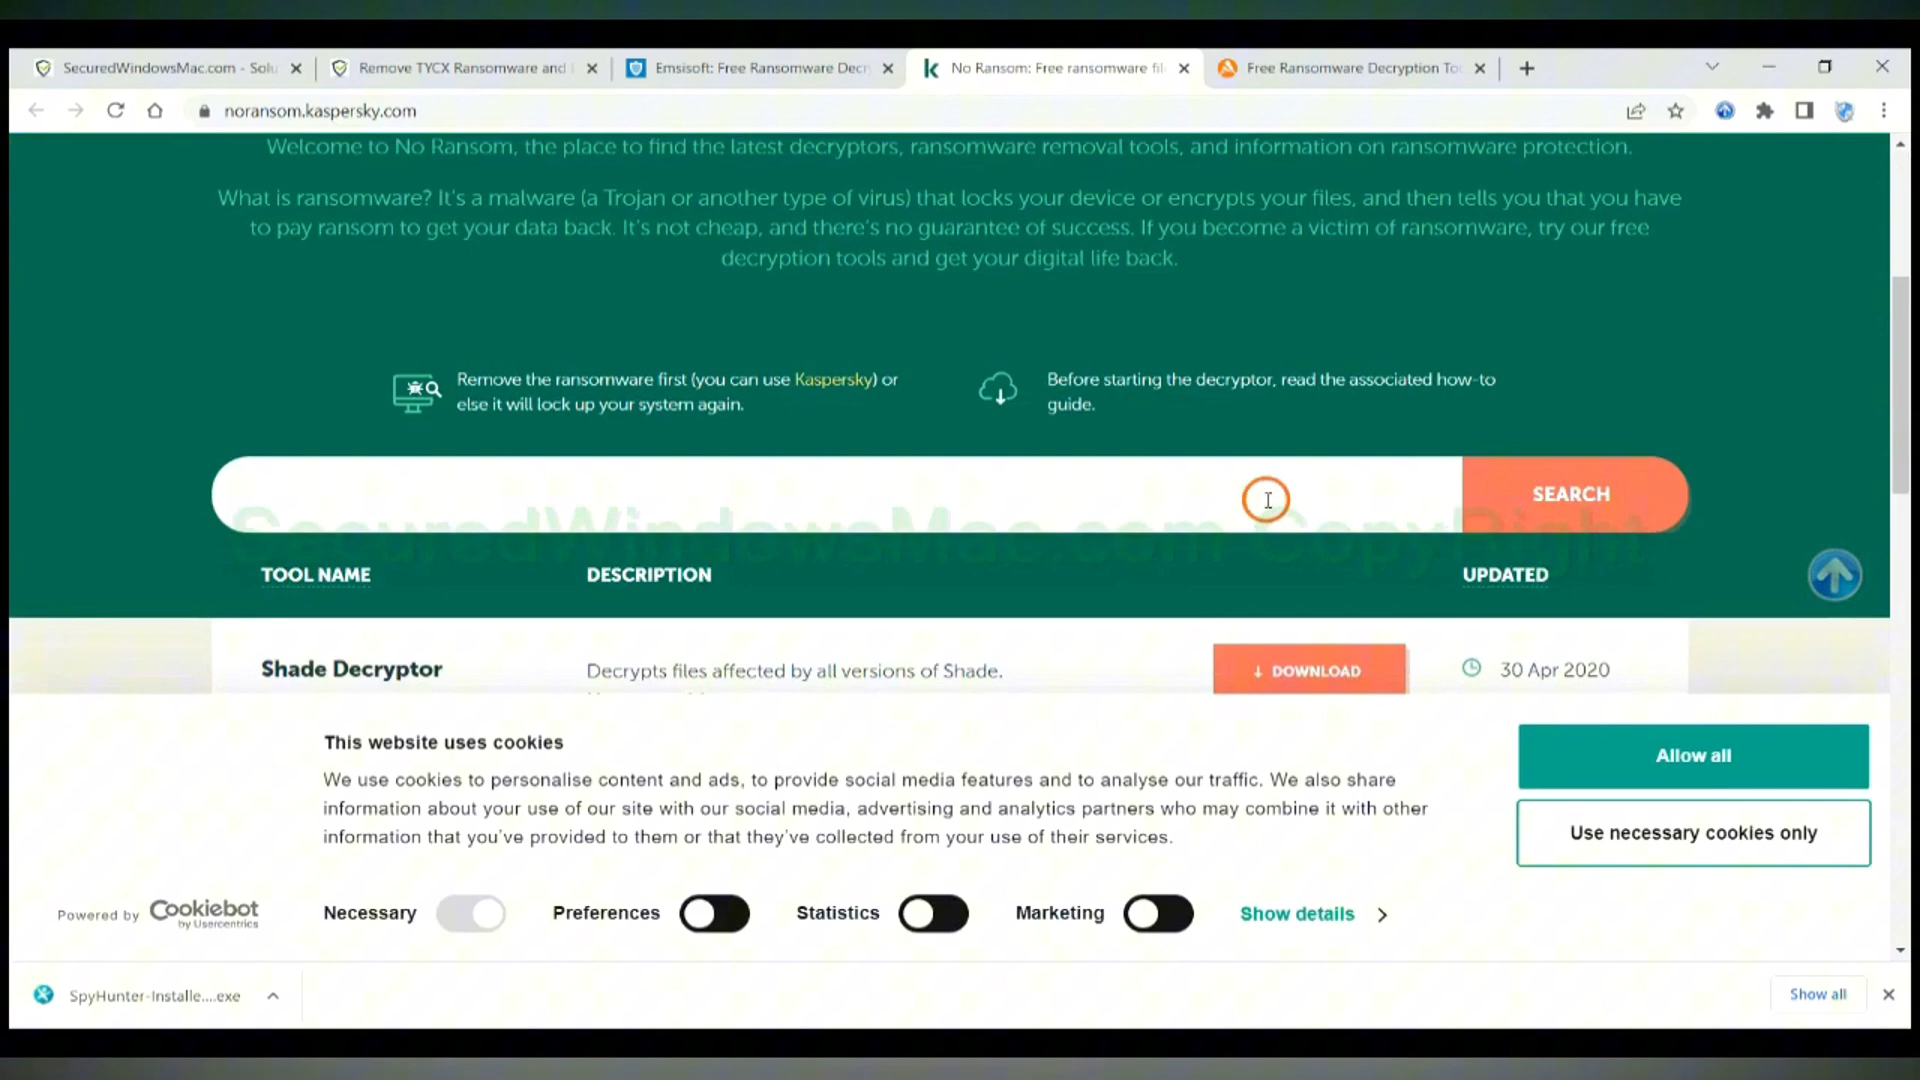 SecuredWindowsMac.com - Solu
Remove TYCX Ransomware and
Emsisoft: Free Ransomware Decr
No Ransom: Free ransomware fil
Free Ransomware Decryption To
noransom.kaspersky.com
Welcome to No Ransom, the place to find the latest decryptors, ransomware removal tools, and information on ransomware protection.
What is ransomware? It's a malware (a Trojan or another type of virus) that locks your device or encrypts your files, and then tells you that you have
to pay ransom to get your data back. It's not cheap, and there's no guarantee of success. If you become a victim of ransomware, try our free
decryption tools and get your digital life back.
Remove the ransomware first (you can use Kaspersky) or
else it will lock up your system again.
Before starting the decryptor, read the associated how-to
guide.
SEARCH
SecuredWindowsMac.com CopyRight
TOOL NAME
DESCRIPTION
UPDATED
Shade Decryptor
Decrypts files affected by all versions of Shade.
DOWNLOAD
30 Apr 2020
This website uses cookies
We use cookies to personalise content and ads, to provide social media features and to analyse our traffic. We also share
information about your use of our site with our social media, advertising and analytics partners who may combine it with other
information that you've provided to them or that they've collected from your use of their services.
Allow all
Use necessary cookies only
Powered by Cookiebot
by Usercentrics
Necessary
Preferences
Statistics
Marketing
Show details
SpyHunter-Installe....exe
Show all